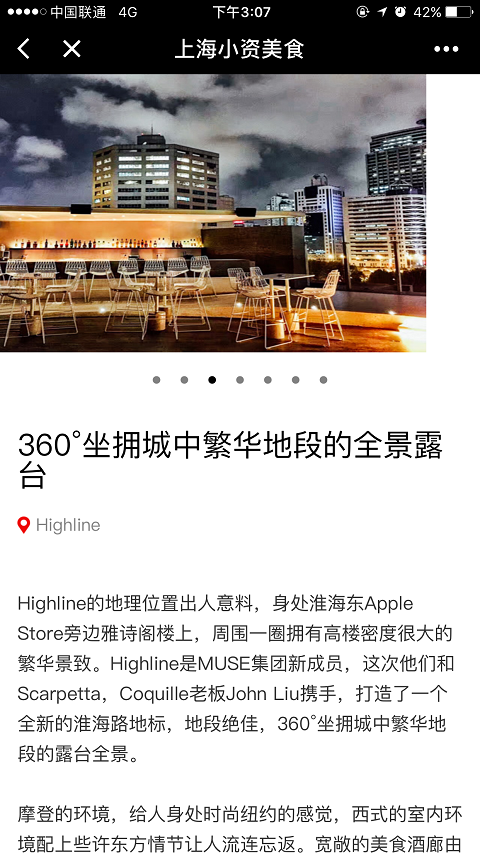 中国联通 4G 下午3:07 42%
上海小资美食
360°坐拥城中繁华地段的全景露
台
Highline
Highline的地理位置出人意料，身处淮海东Apple
Store旁边雅诗阁楼上，周围一圈拥有高楼密度很大的
繁华景致。Highline是MUSE集团新成员，这次他们和
Scarpetta，Coquille老板John Liu携手，打造了一个
全新的淮海路地标，地段绝佳，360°坐拥城中繁华地
段的露台全景。
摩登的环境，给人身处时尚纽约的感觉，西式的室内环
境配上些许东方情节让人流连忘返。宽敞的美食酒廊由